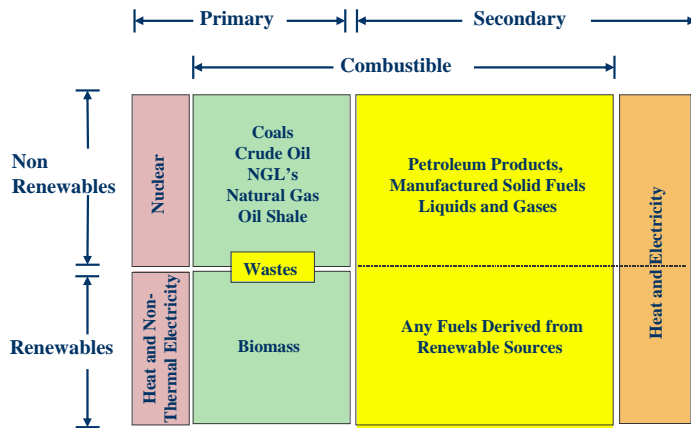 Primary
Secondary
Combustible
Non
Renewables
Nuclear
Coals
Crude Oil
NGL's
Natural Gas
Oil Shale
Petroleum Products,
Manufactured Solid Fuels
Liquids and Gases
Heat and Electricity
Wastes
Renewables
Heat and Non-
Thermal Electricity
Biomass
Any Fuels Derived from
Renewable Sources